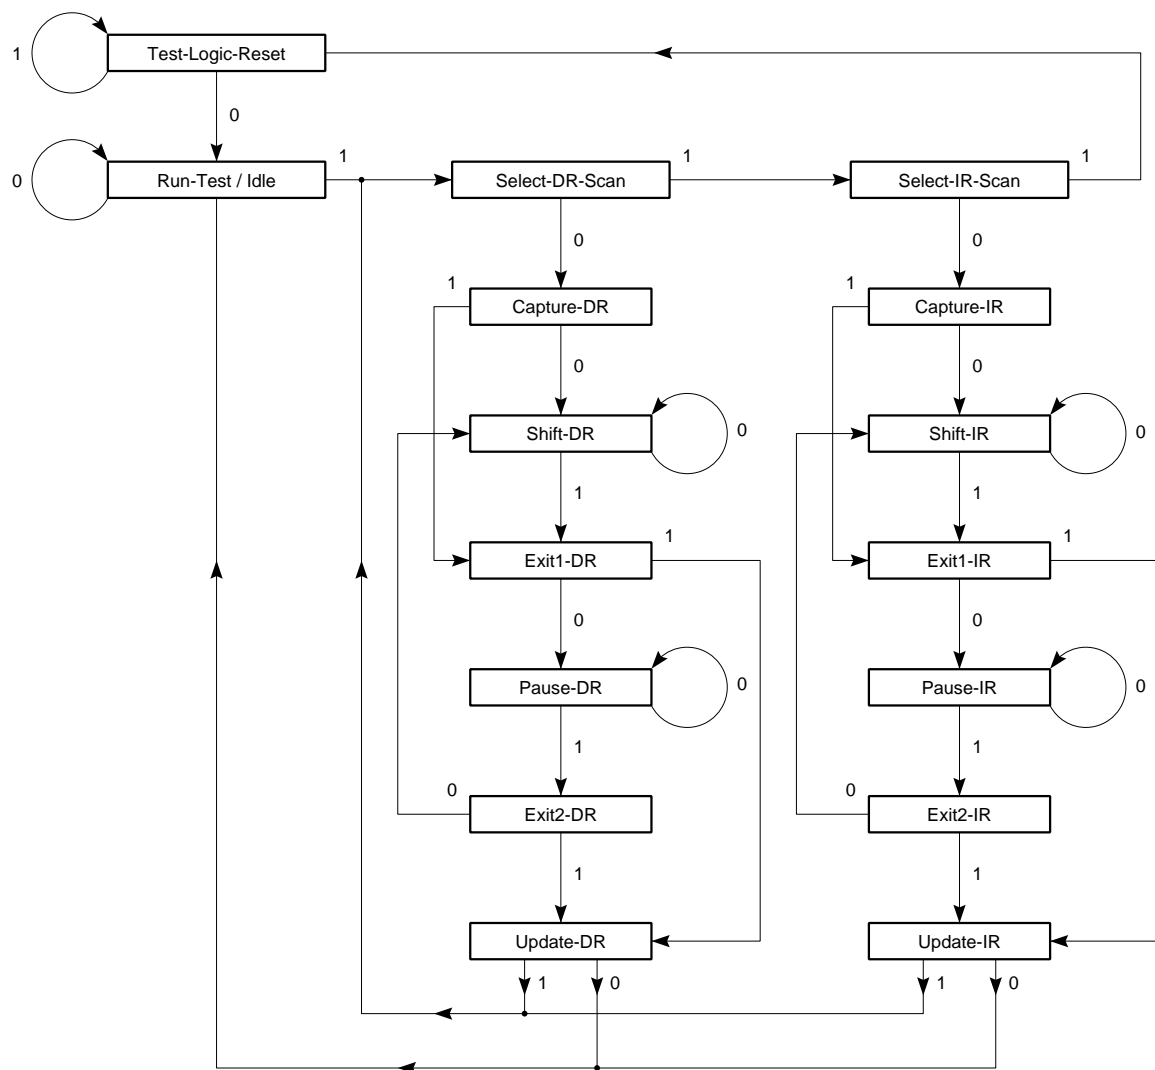 1
Test-Logic-Reset
0
0
Run-Test / Idle
1
Select-DR-Scan
1
Select-IR-Scan
1
0
0
1
Capture-DR
1
Capture-IR
0
0
Shift-DR
0
Shift-IR
0
1
1
Exit1-DR
1
Exit1-IR
1
0
0
Pause-DR
0
Pause-IR
0
1
1
0
Exit2-DR
0
Exit2-IR
1
1
Update-DR
Update-IR
1
0
1
0